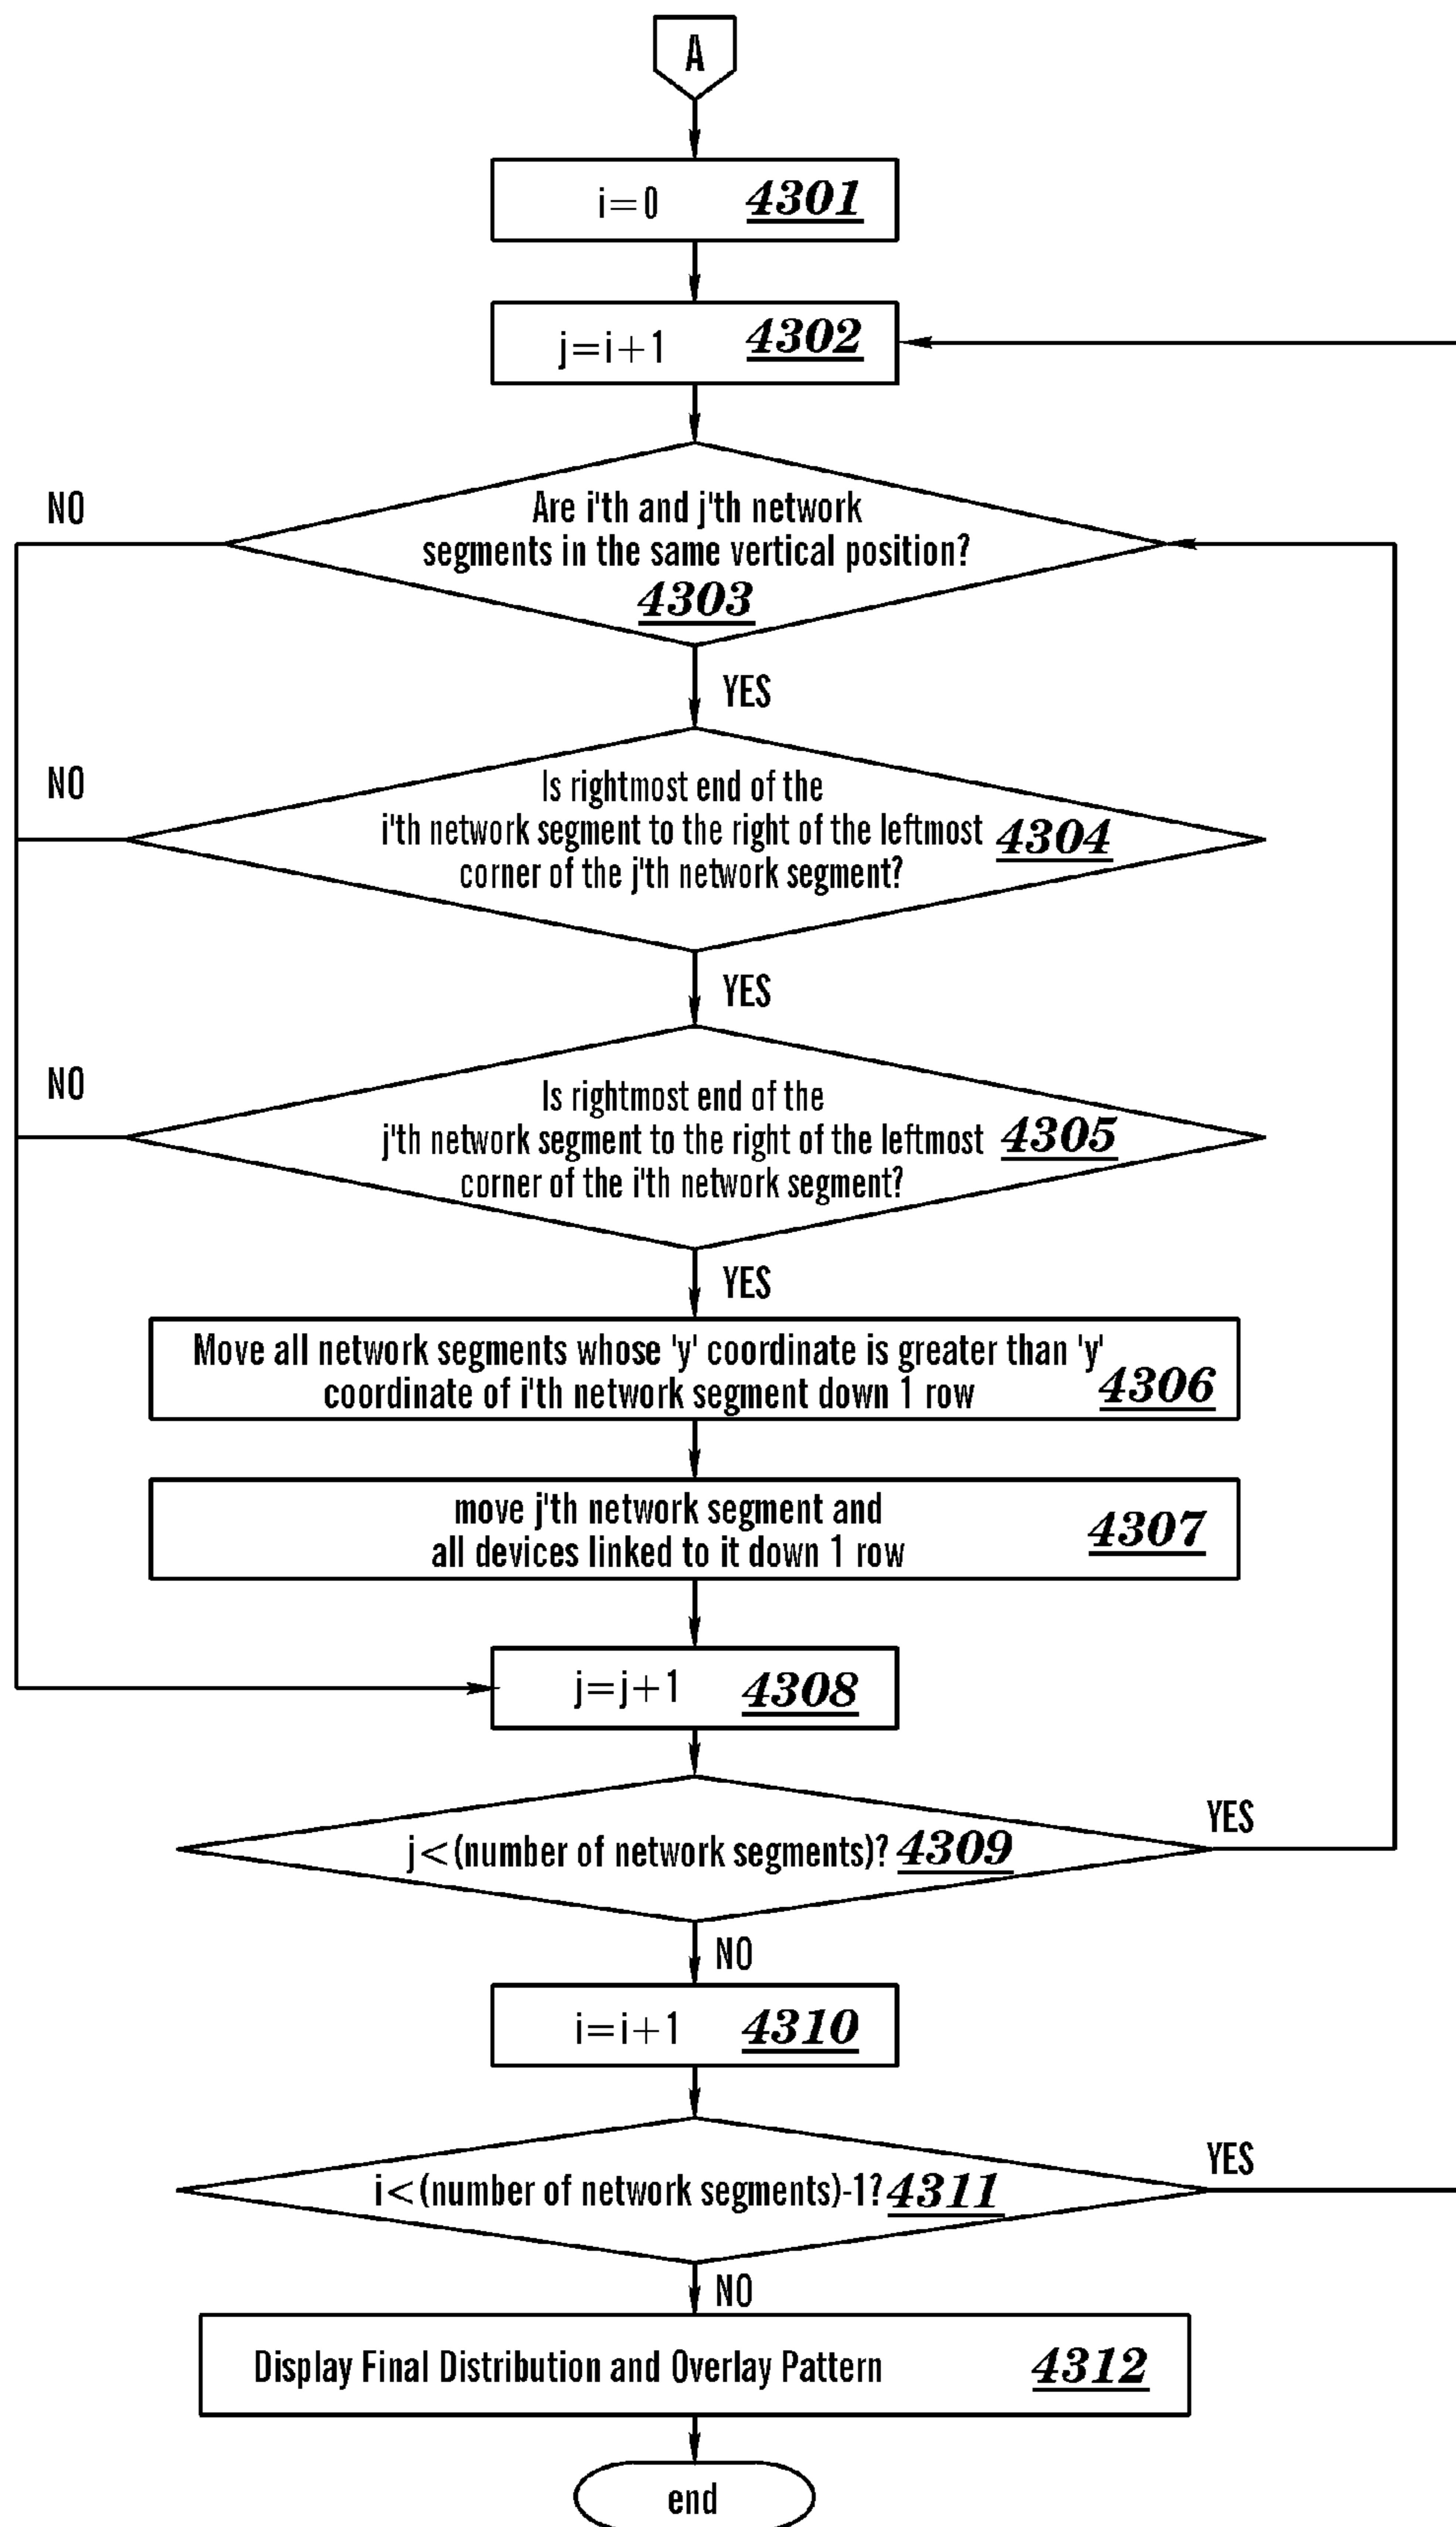 A
i=0 4301
j=i+1 4302
NO
Are i'th and j'th network
segments in the same vertical position?
4303
YES
NO
Is rightmost end of the
i'th network segment to the right of the leftmost 4304
corner of the j'th network segment?
YES
NO
Is rightmost end of the
j'th network segment to the right of the leftmost 4305
corner of the i'th network segment?
YES
Move all network segments whose 'y' coordinate is greater than 'y'
coordinate of i'th network segment down 1 row 4306
move j'th network segment and
all devices linked to it down 1 row 4307
j=j+1 4308
YES
j<(number of network segments)? 4309
NO
i=i+1 4310
YES
i<(number of network segments)-1? 4311
NO
Display Final Distribution and Overlay Pattern 4312
end